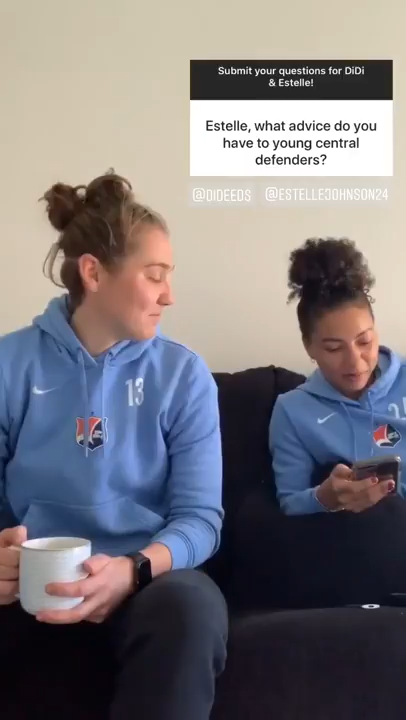 Submit your questions for DiDi
& Estelle!
Estelle, what advice do you
have to young central
defenders?
@DIDEEDS @ESTELLEJOHNSON24
13